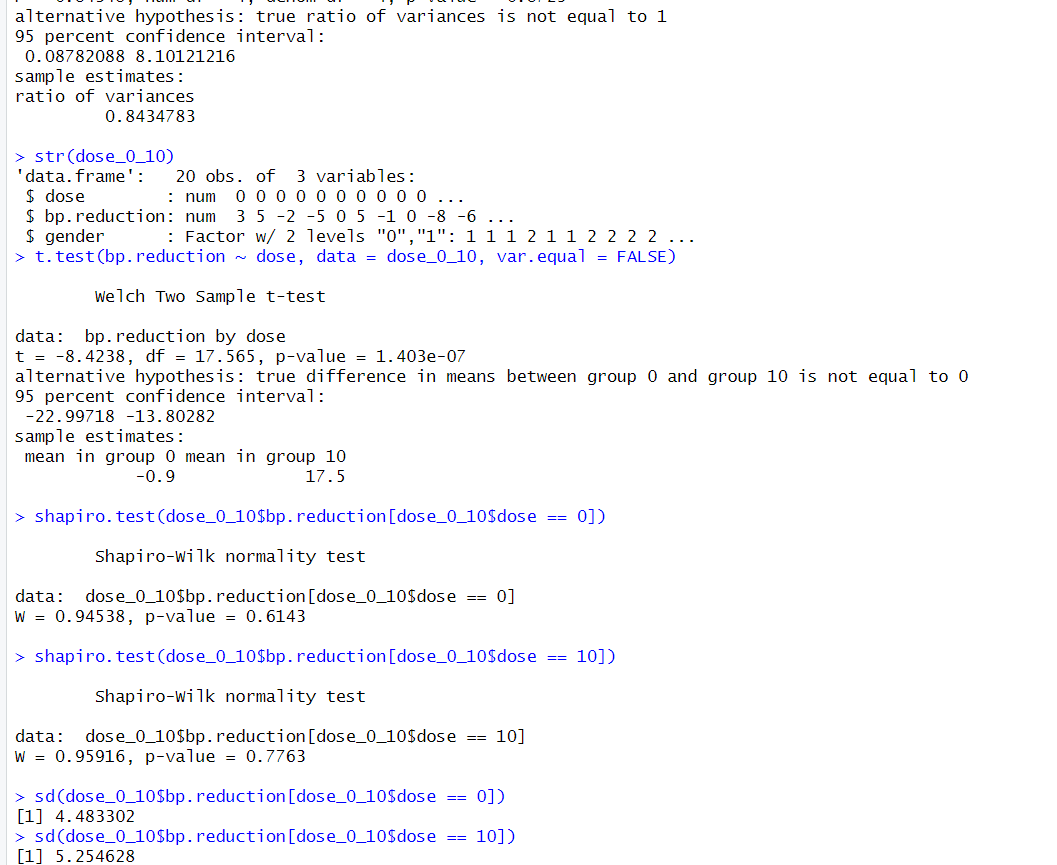 alternative hypothesis: true ratio of variances is not equal to 1
95 percent confidence interval:
 0.08782088 8.10121216
sample estimates:
ratio of variances
         0.8434783

> str(dose_0_10)
'data.frame':   20 obs. of  3 variables:
 $ dose        : num  0 0 0 0 0 0 0 0 0 0 ...
 $ bp.reduction: num  3 5 -2 -5 0 5 -1 0 -8 -6 ...
 $ gender      : Factor w/ 2 levels "0","1": 1 1 1 2 1 1 2 2 2 2 ...
> t.test(bp.reduction ~ dose, data = dose_0_10, var.equal = FALSE)

        Welch Two Sample t-test

data:  bp.reduction by dose
t = -8.4238, df = 17.565, p-value = 1.403e-07
alternative hypothesis: true difference in means between group 0 and group 10 is not equal to 0
95 percent confidence interval:
 -22.99718 -13.80282
sample estimates:
 mean in group 0 mean in group 10
            -0.9             17.5

> shapiro.test(dose_0_10$bp.reduction[dose_0_10$dose == 0])

        Shapiro-Wilk normality test

data:  dose_0_10$bp.reduction[dose_0_10$dose == 0]
W = 0.94538, p-value = 0.6143

> shapiro.test(dose_0_10$bp.reduction[dose_0_10$dose == 10])

        Shapiro-Wilk normality test

data:  dose_0_10$bp.reduction[dose_0_10$dose == 10]
W = 0.95916, p-value = 0.7763

> sd(dose_0_10$bp.reduction[dose_0_10$dose == 0])
[1] 4.483302
> sd(dose_0_10$bp.reduction[dose_0_10$dose == 10])
[1] 5.254628